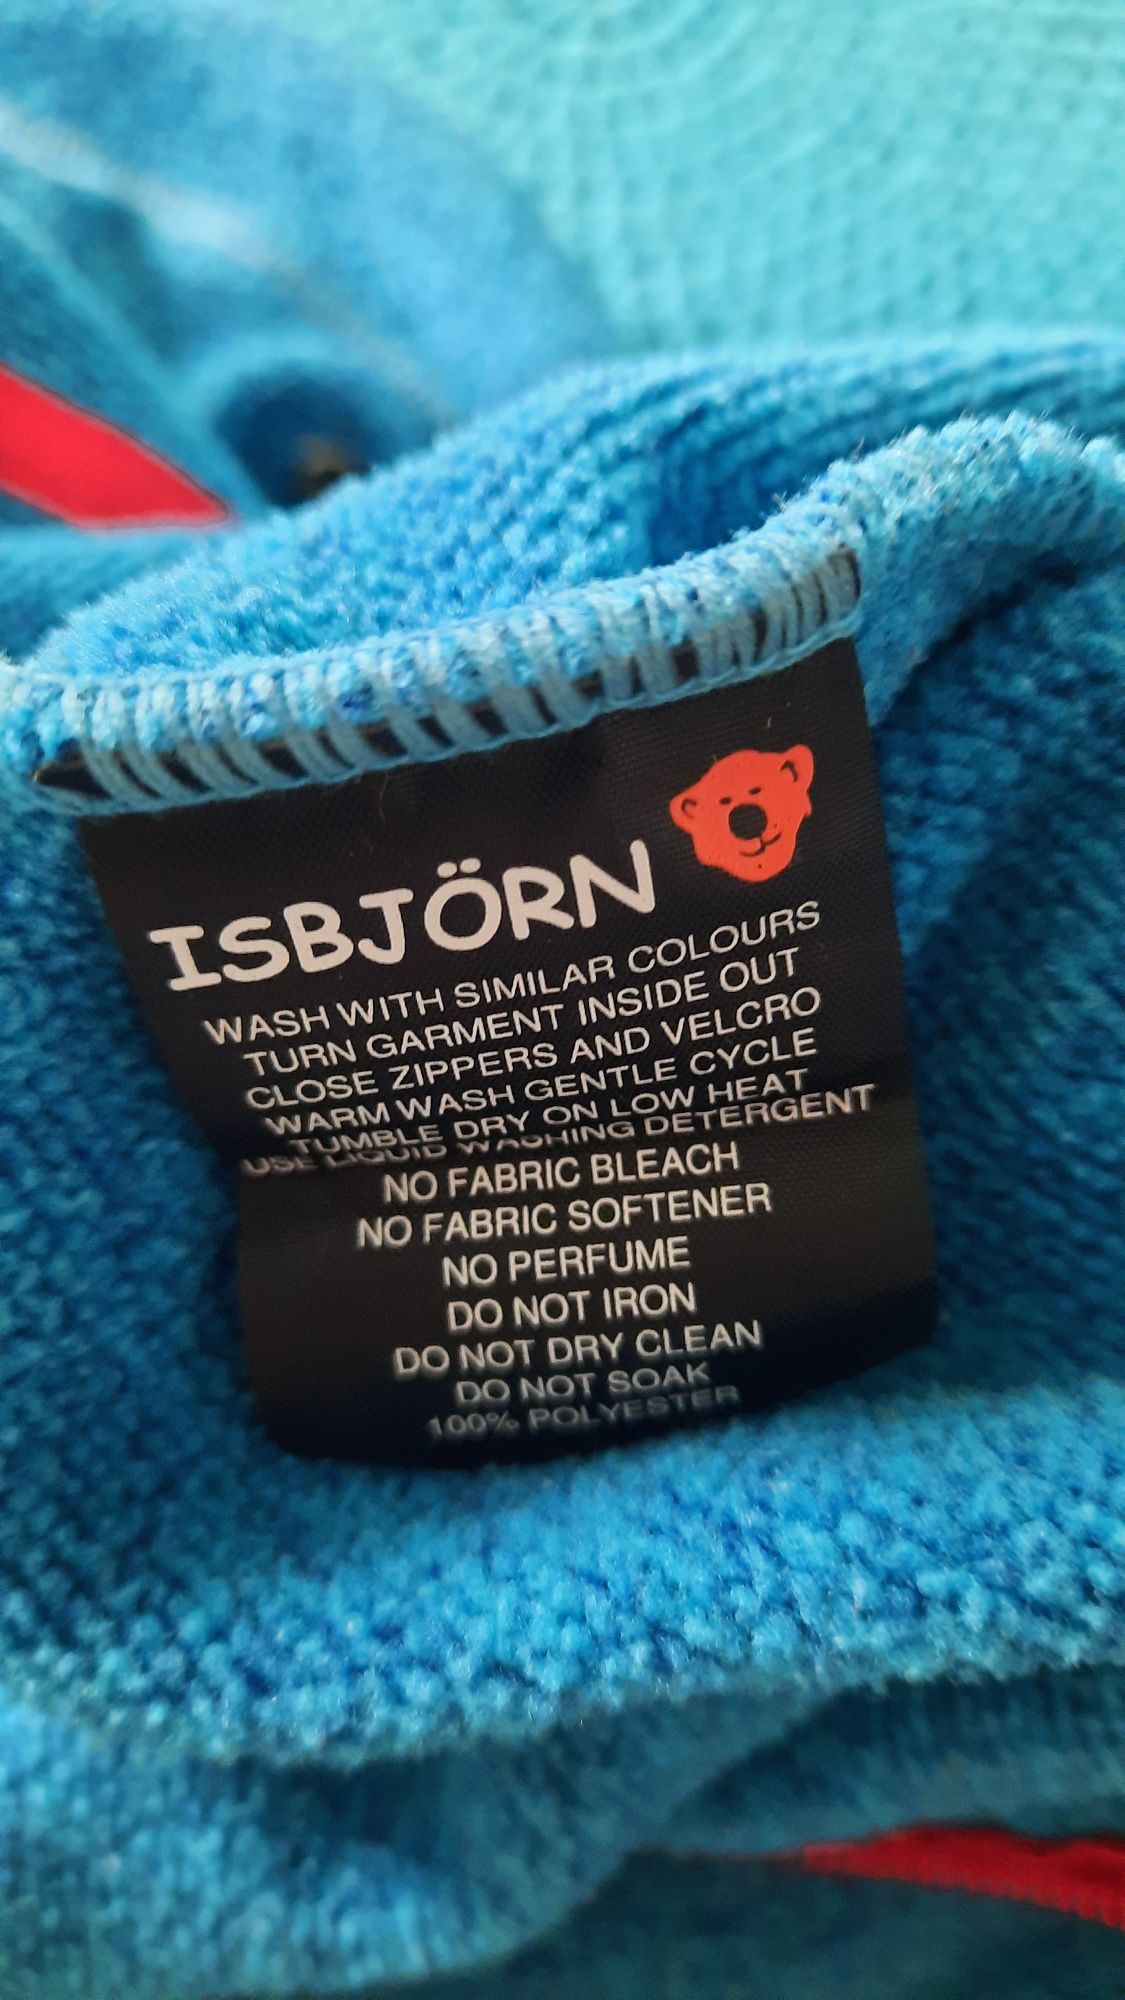 ISBJÖRN
WASH WITH SIMILAR COLOURS
TURN GARMENT INSIDE OUT
CLOSE ZIPPERS AND VELCRO
WARM WASH GENTLE CYCLE
TUMBLE DRY ON LOW HEAT
USE LIQUID WASHING DETERGENT
NO FABRIC BLEACH
NO FABRIC SOFTENER
NO PERFUME
DO NOT IRON
DO NOT DRY CLEAN
DO NOT SOAK
100% POLYESTER